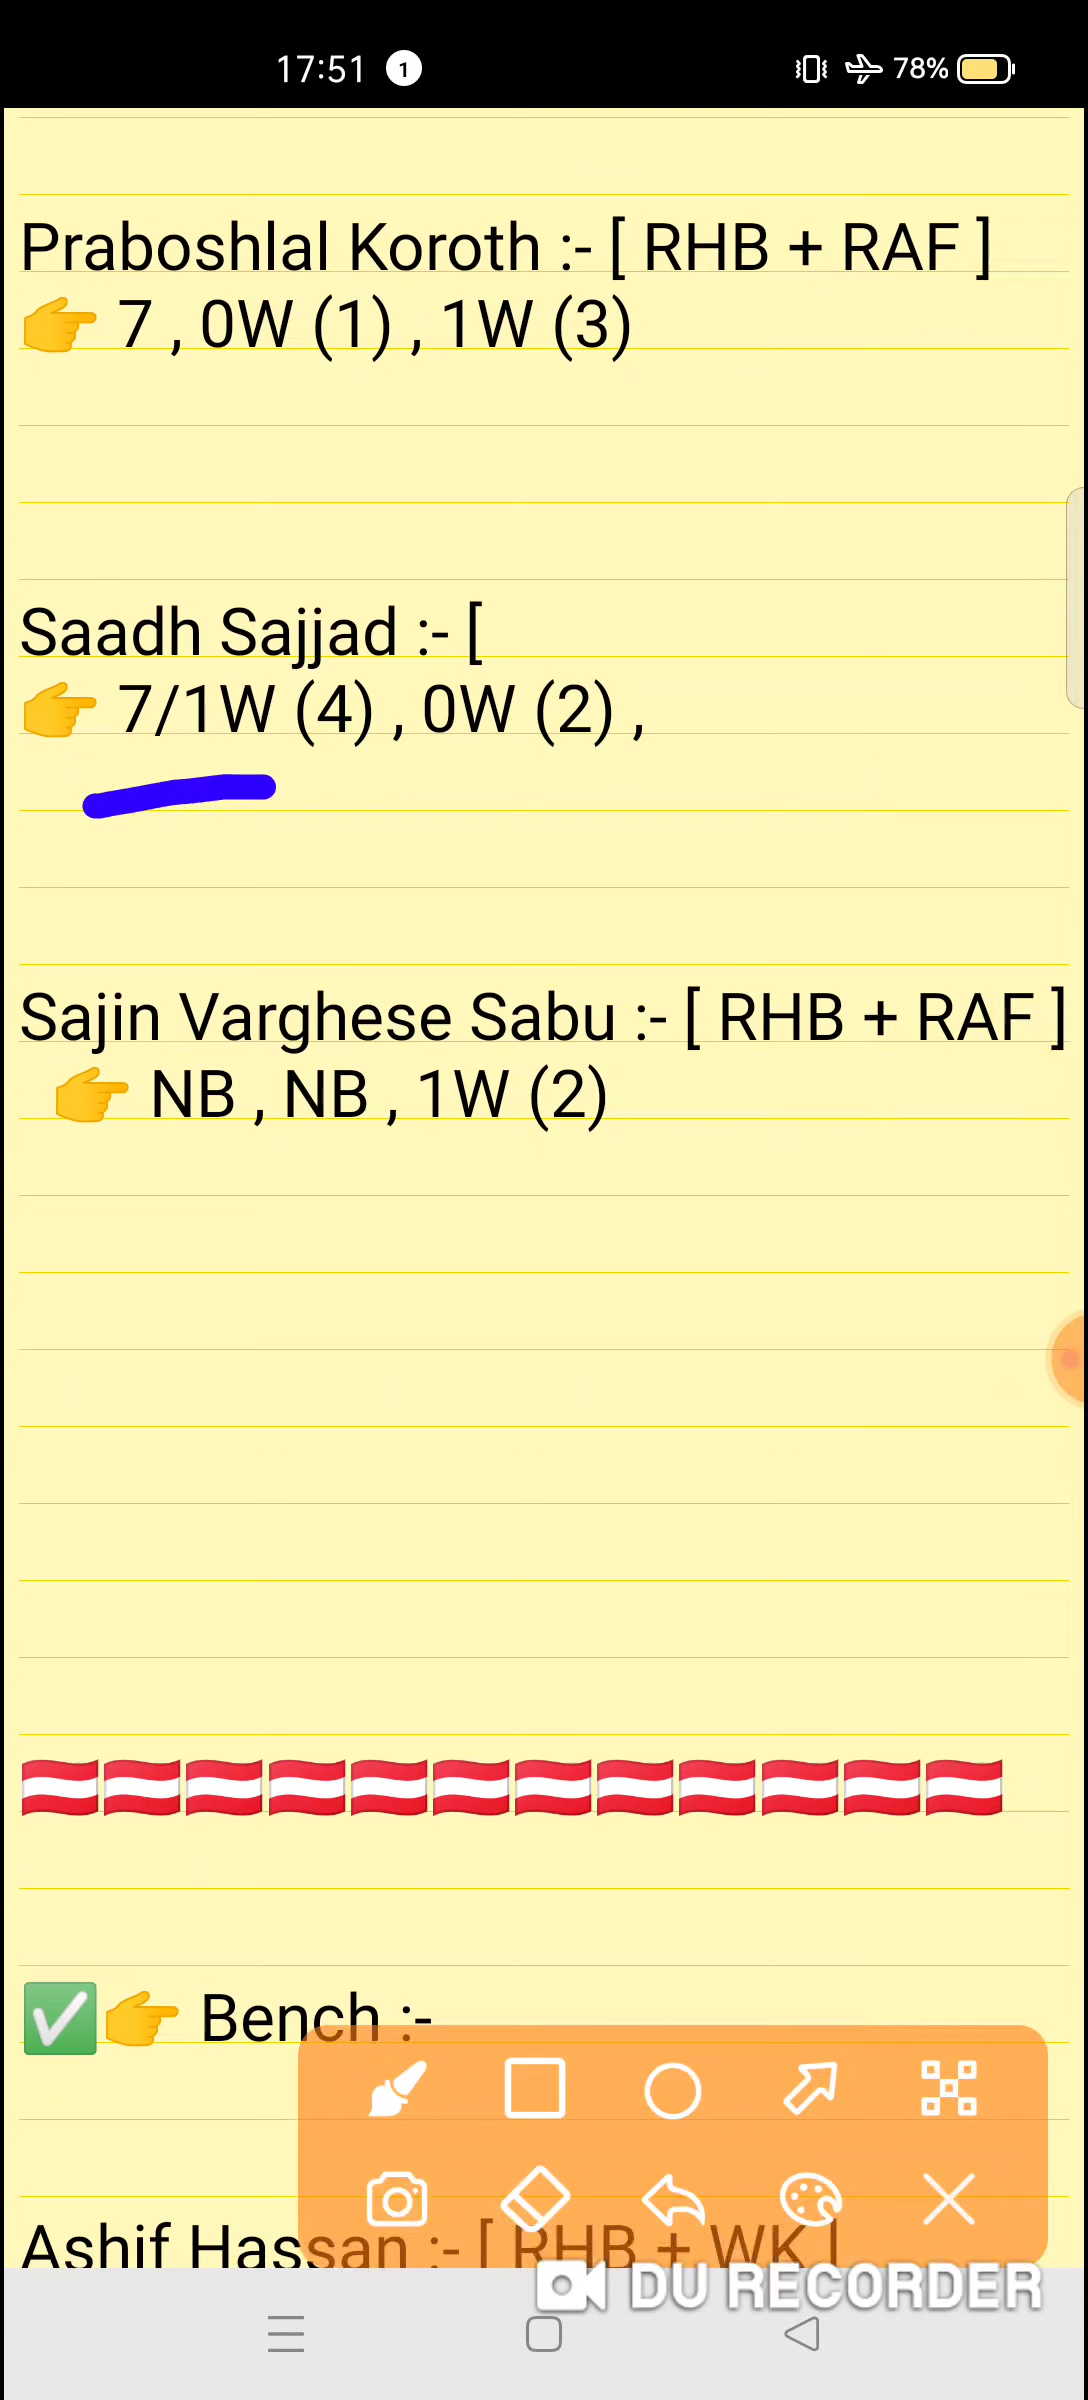 17:51 1 78%
Praboshlal Koroth :- [ RHB + RAF ]
👉 7 , 0W (1) , 1W (3)
Saadh Sajjad :- [
👉 7/1W (4) , 0W (2) ,
Sajin Varghese Sabu :- [ RHB + RAF ]
👉 NB , NB , 1W (2)
✅👉 Bench :-
Ashif Hassan :- [ RHB + WK ]
DU RECORDER